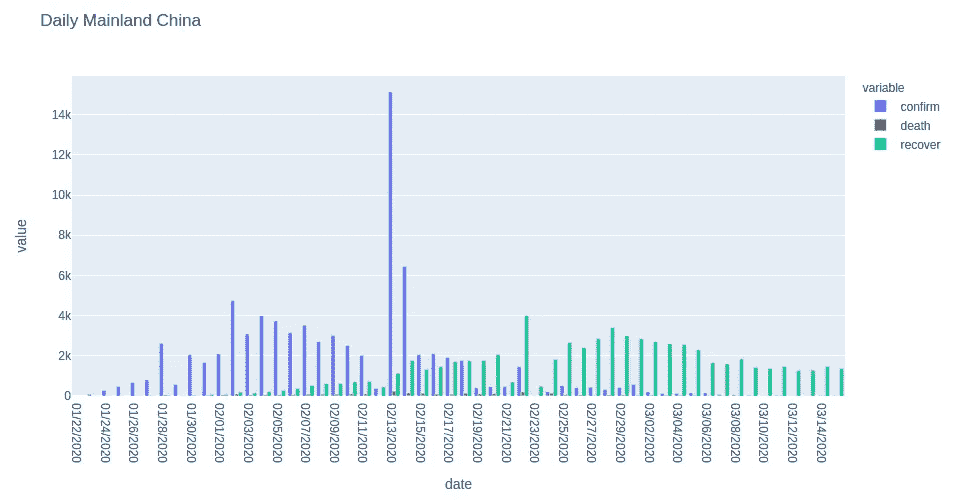 Daily Mainland China
variable
confirm
death
recover
value
14k
12k
10k
8k
6k
4k
2k
0
01/22/2020
01/24/2020
01/26/2020
01/28/2020
01/30/2020
02/01/2020
02/03/2020
02/05/2020
02/07/2020
02/09/2020
02/11/2020
02/13/2020
02/15/2020
02/17/2020
02/19/2020
02/21/2020
02/23/2020
02/25/2020
02/27/2020
02/29/2020
03/02/2020
03/04/2020
03/06/2020
03/08/2020
03/10/2020
03/12/2020
03/14/2020
date